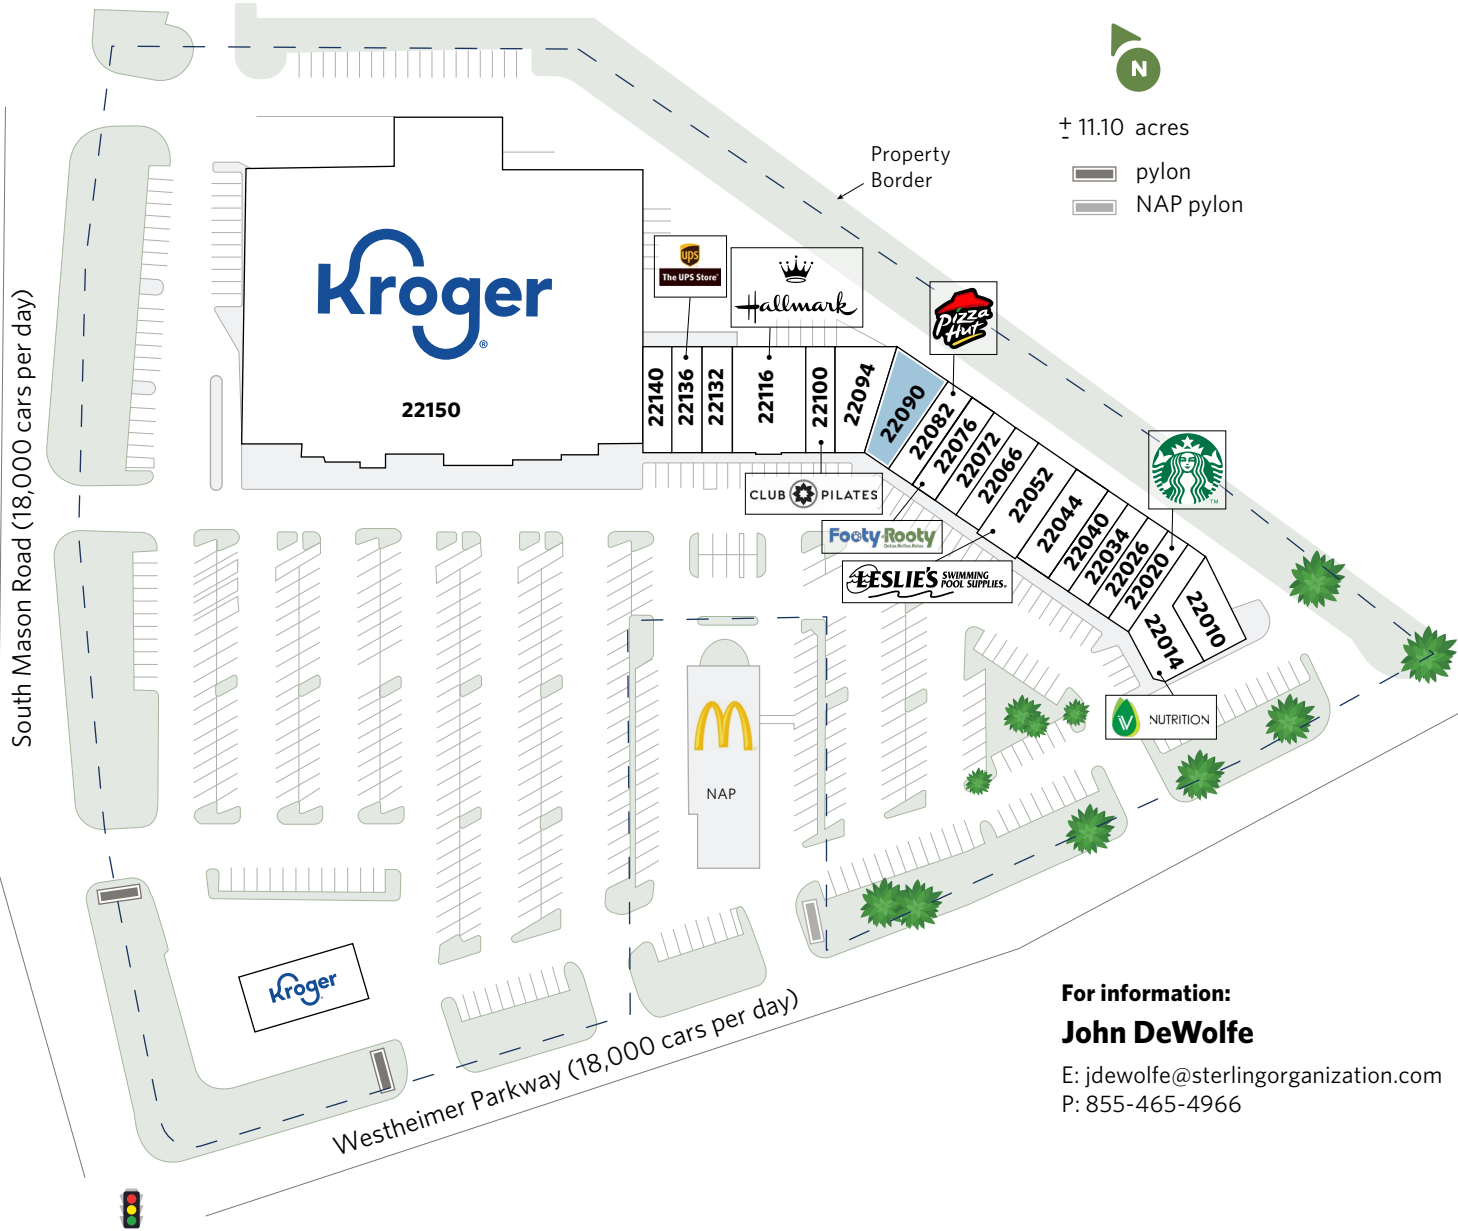 N
± 11.10 acres
pylon
NAP pylon
Property
Border
South Mason Road (18,000 cars per day)
Kroger®
22150
ups
The UPS Store®
Hallmark
Pizza
Hut
22140
22136
22132
22116
22100
22094
22090
22082
22076
22072
22066
22052
22044
22040
22034
22026
22020
22014
22010
CLUB PILATES
Footy Rooty
LESLIE'S SWIMMING
POOL SUPPLIES®
TM
NUTRITION
NAP
Kroger
Westheimer Parkway (18,000 cars per day)
For information:
John DeWolfe
E: jdewolfe@sterlingorganization.com
P: 855-465-4966